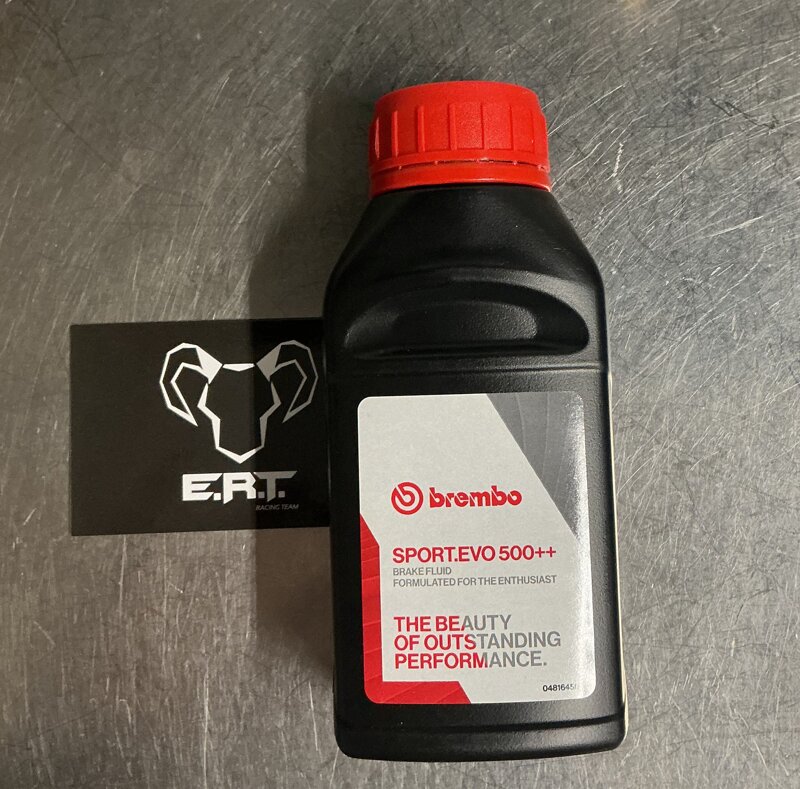 E.R.T.
RACING TEAM
brembo
SPORT.EVO 500++
BRAKE FLUID
FORMULATED FOR THE ENTHUSIAST
THE BEAUTY
OF OUTSTANDING
PERFORMANCE.